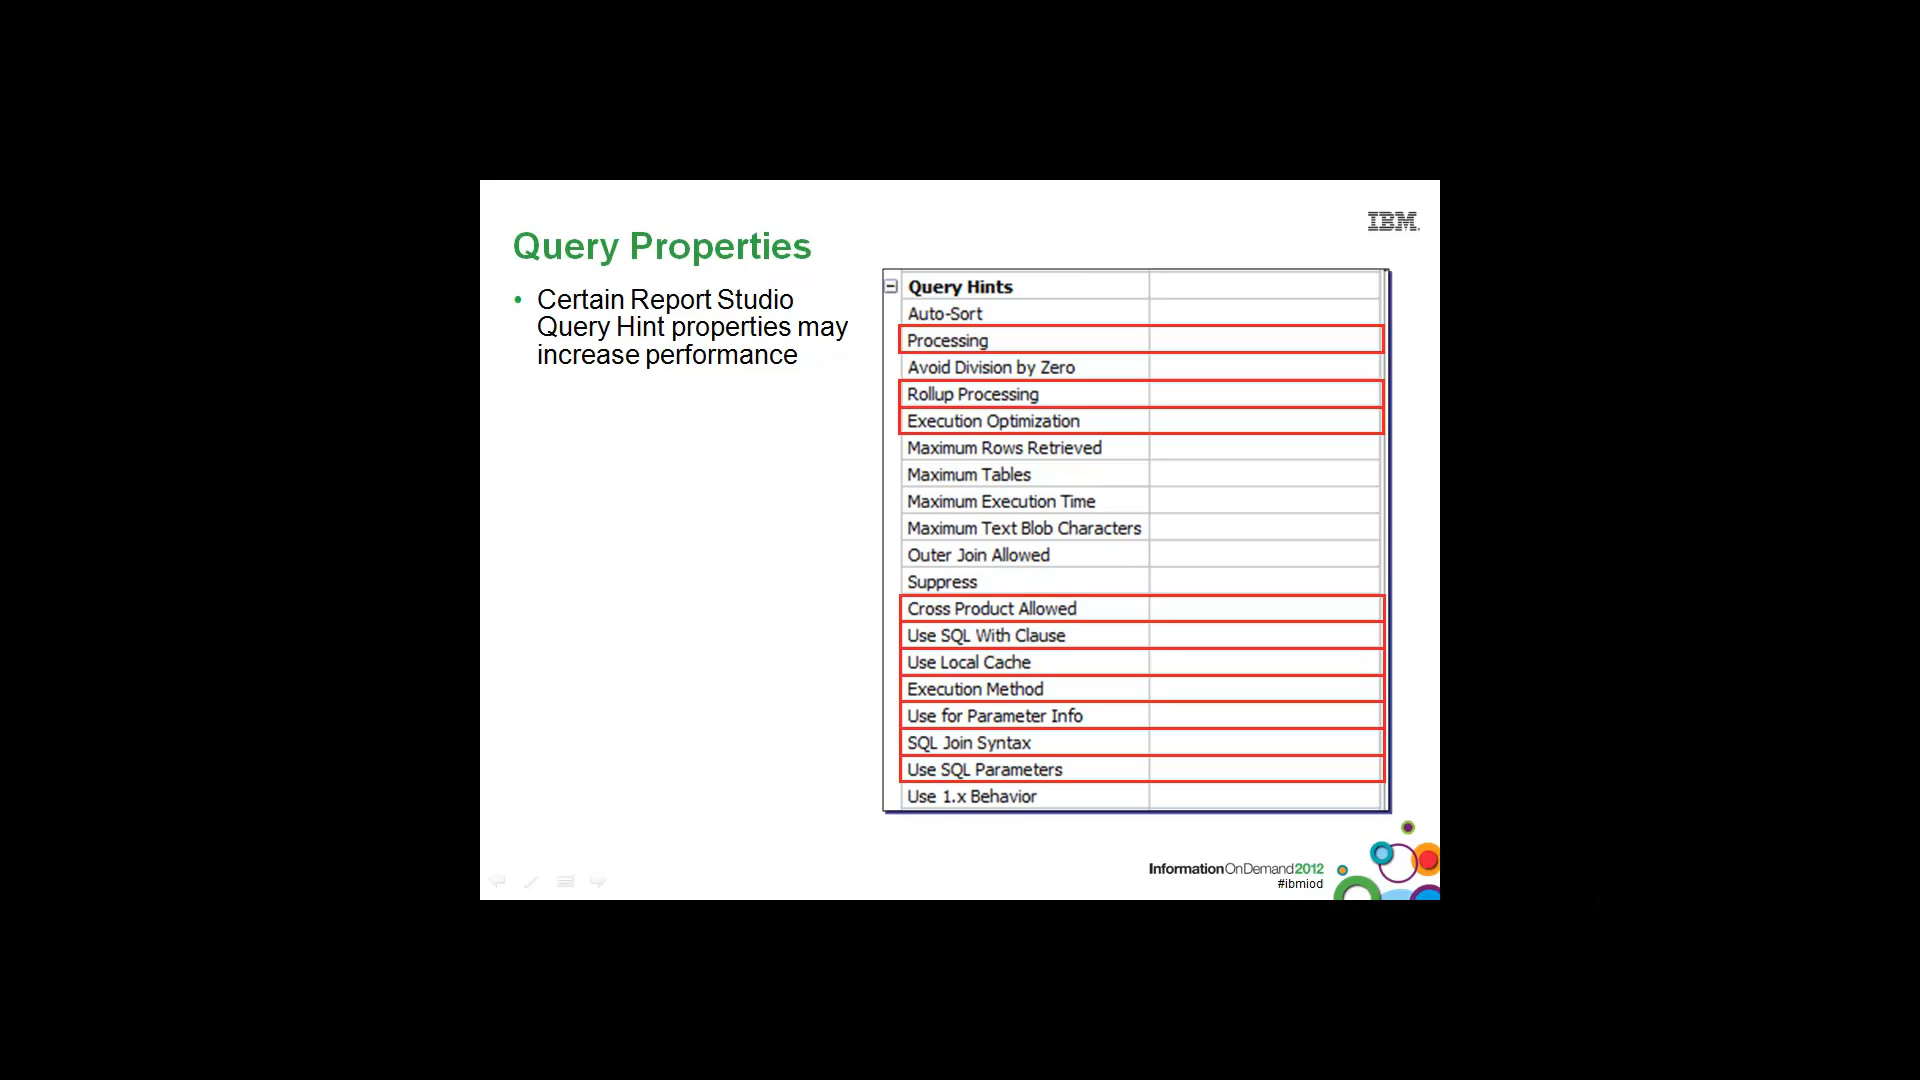 IBM
Query Properties
• Certain Report Studio
Query Hint properties may
increase performance
Query Hints
Auto-Sort
Processing
Avoid Division by Zero
Rollup Processing
Execution Optimization
Maximum Rows Retrieved
Maximum Tables
Maximum Execution Time
Maximum Text Blob Characters
Outer Join Allowed
Suppress
Cross Product Allowed
Use SQL With Clause
Use Local Cache
Execution Method
Use for Parameter Info
SQL Join Syntax
Use SQL Parameters
Use 1.x Behavior
InformationOnDemand2012
#ibmiod